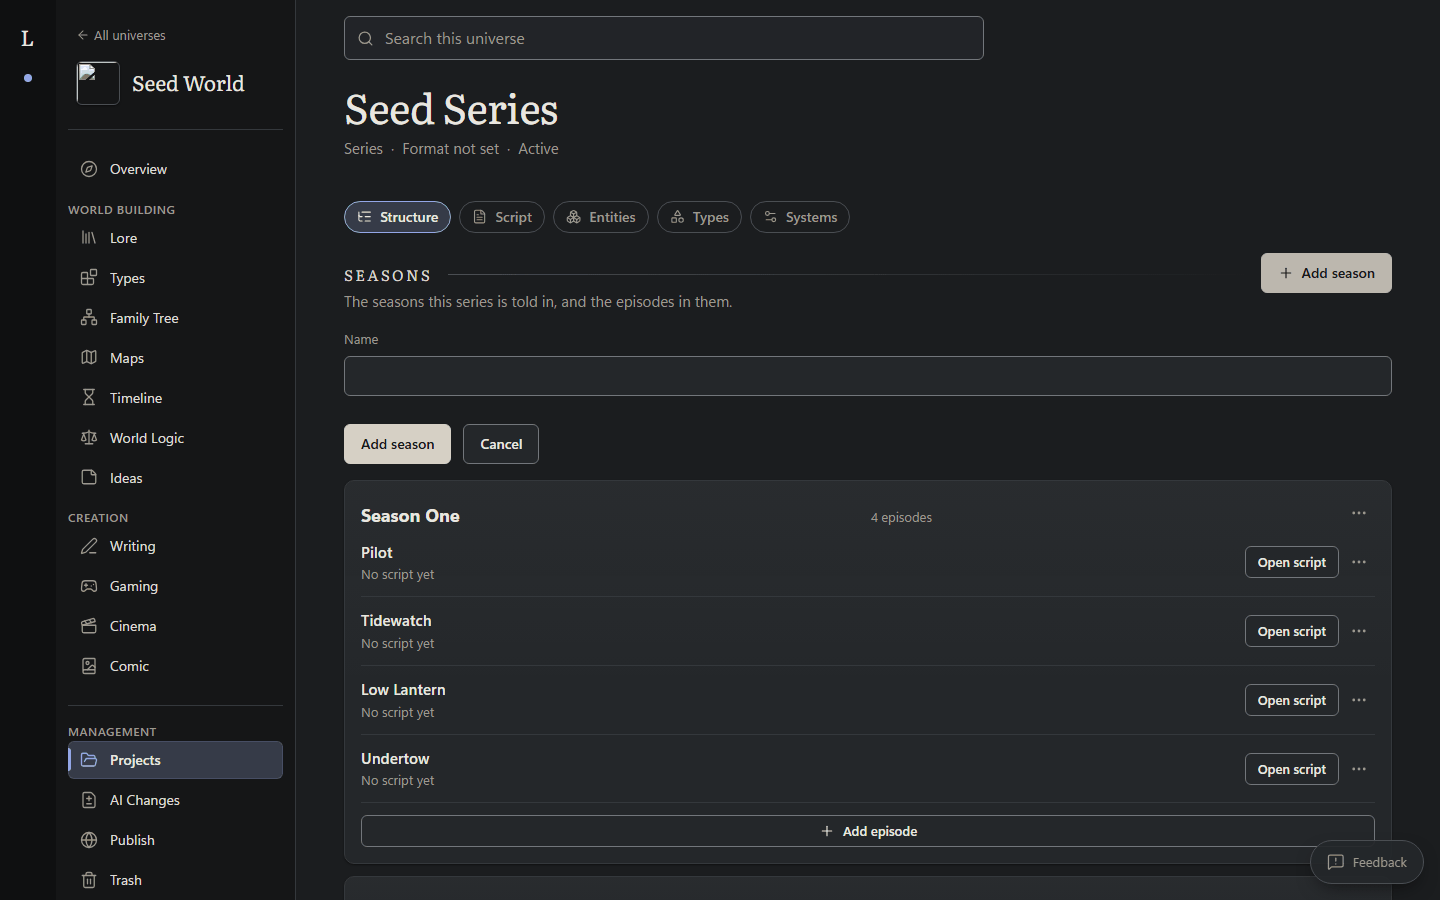 L
All universes
Seed World
Overview
WORLD BUILDING
Lore
Types
Family Tree
Maps
Timeline
World Logic
Ideas
CREATION
Writing
Gaming
Cinema
Comic
MANAGEMENT
Projects
AI Changes
Publish
Trash
Search this universe
Seed Series
Series · Format not set · Active
Structure Script Entities Types Systems
SEASONS
Add season
The seasons this series is told in, and the episodes in them.
Name
Add season Cancel
Season One 4 episodes
Pilot
No script yet
Open script
Tidewatch
No script yet
Open script
Low Lantern
No script yet
Open script
Undertow
No script yet
Open script
Add episode
Feedback